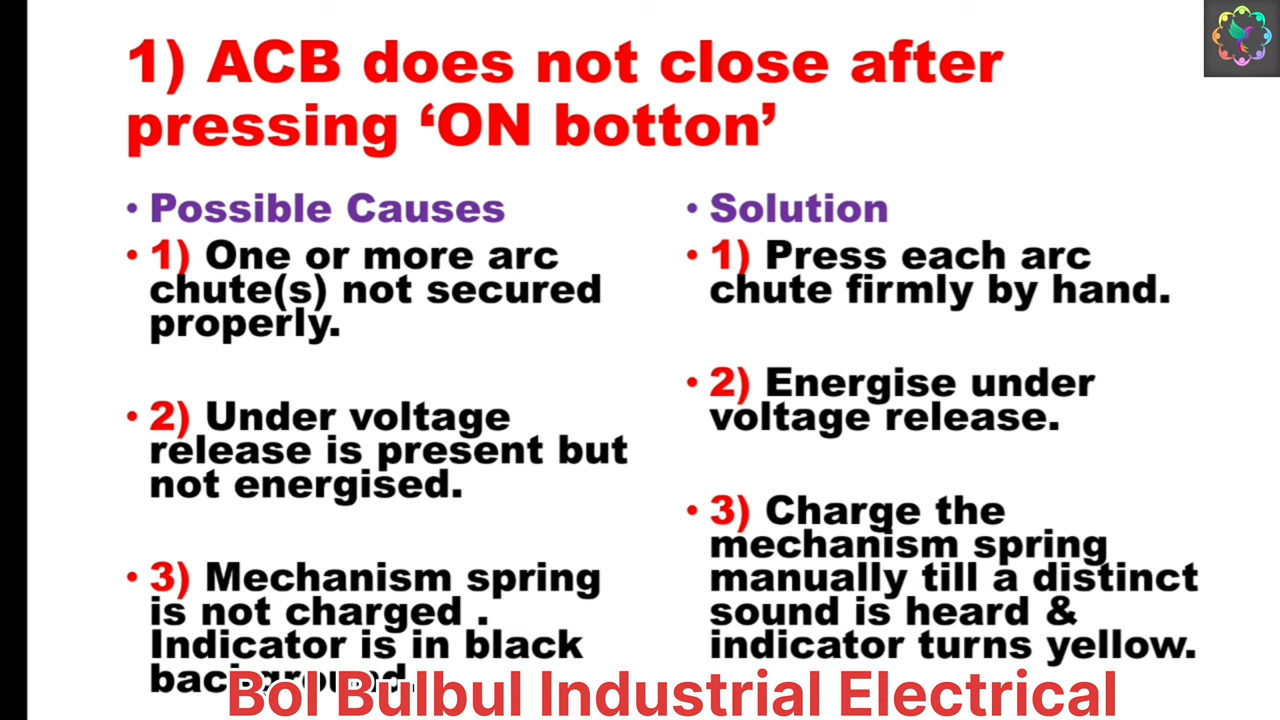 1) ACB does not close after
pressing ‘ON botton’
• Possible Causes
• 1) One or more arc
chute(s) not secured
properly.
• 2) Under voltage
release is present but
not energised.
• 3) Mechanism spring
is not charged .
Indicator is in black
background.
• Solution
• 1) Press each arc
chute firmly by hand.
• 2) Energise under
voltage release.
• 3) Charge the
mechanism spring
manually till a distinct
sound is heard &
indicator turns yellow.
Bol Bulbul Industrial Electrical